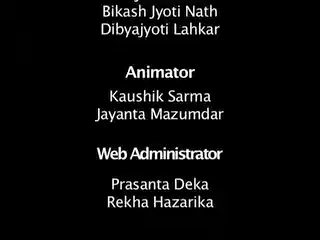 Bikash Jyoti Nath
Dibyajyoti Lahkar
Animator
Kaushik Sarma
Jayanta Mazumdar
Web Administrator
Prasanta Deka
Rekha Hazarika